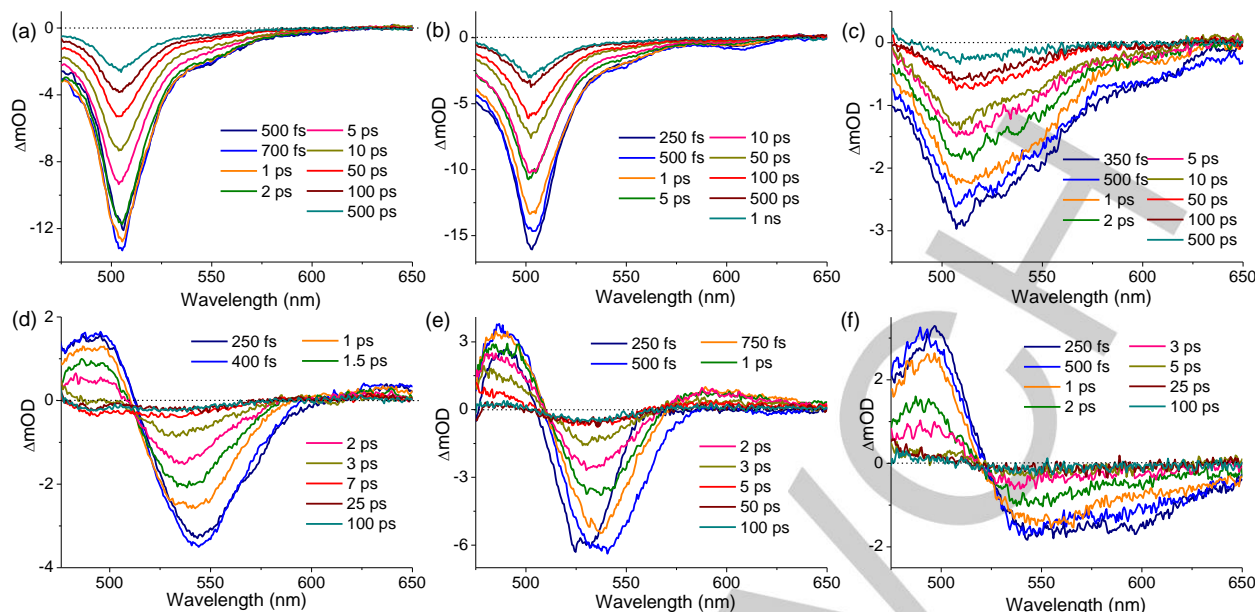 (a)
0
-4
-8
-12
ΔmOD
500 fs
700 fs
1 ps
2 ps
5 ps
10 ps
50 ps
100 ps
500 ps
500
550
600
650
Wavelength (nm)
(b)
0
-5
-10
-15
ΔmOD
250 fs
500 fs
1 ps
5 ps
10 ps
50 ps
100 ps
500 ps
1 ns
500
550
600
650
Wavelength (nm)
(c)
0
-1
-2
-3
ΔmOD
350 fs
500 fs
1 ps
2 ps
5 ps
10 ps
50 ps
100 ps
500 ps
500
550
600
650
Wavelength (nm)
(d)
2
0
-2
-4
ΔmOD
250 fs
400 fs
1 ps
1.5 ps
2 ps
3 ps
7 ps
25 ps
100 ps
500
550
600
650
Wavelength (nm)
(e)
3
0
-3
-6
ΔmOD
250 fs
500 fs
750 fs
1 ps
2 ps
3 ps
5 ps
50 ps
100 ps
500
550
600
650
Wavelength (nm)
(f)
2
0
-2
ΔmOD
250 fs
500 fs
1 ps
2 ps
3 ps
5 ps
25 ps
100 ps
500
550
600
650
Wavelength (nm)